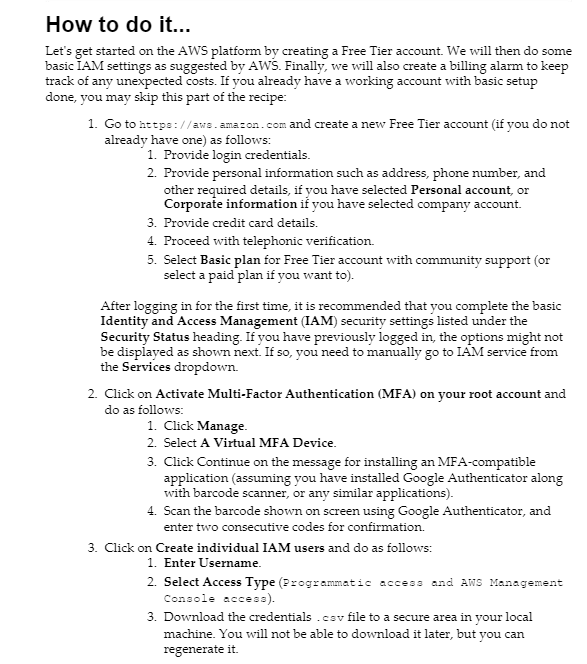 How to do it...
Let's get started on the AWS platform by creating a Free Tier account. We will then do some
basic IAM settings as suggested by AWS. Finally, we will also create a billing alarm to keep
track of any unexpected costs. If you already have a working account with basic setup
done, you may skip this part of the recipe:
1. Go to https://aws.amazon.com and create a new Free Tier account (if you do not
already have one) as follows:
1. Provide login credentials.
2. Provide personal information such as address, phone number, and
other required details, if you have selected Personal account, or
Corporate information if you have selected company account.
3. Provide credit card details.
4. Proceed with telephonic verification.
5. Select Basic plan for Free Tier account with community support (or
select a paid plan if you want to).
After logging in for the first time, it is recommended that you complete the basic
Identity and Access Management (IAM) security settings listed under the
Security Status heading. If you have previously logged in, the options might not
be displayed as shown next. If so, you need to manually go to IAM service from
the Services dropdown.
2. Click on Activate Multi-Factor Authentication (MFA) on your root account and
do as follows:
1. Click Manage.
2. Select A Virtual MFA Device.
3. Click Continue on the message for installing an MFA-compatible
application (assuming you have installed Google Authenticator along
with barcode scanner, or any similar applications).
4. Scan the barcode shown on screen using Google Authenticator, and
enter two consecutive codes for confirmation.
3. Click on Create individual IAM users and do as follows:
1. Enter Username.
2. Select Access Type (Programmatic access and AWS Management
Console access).
3. Download the credentials .csv file to a secure area in your local
machine. You will not be able to download it later, but you can
regenerate it.